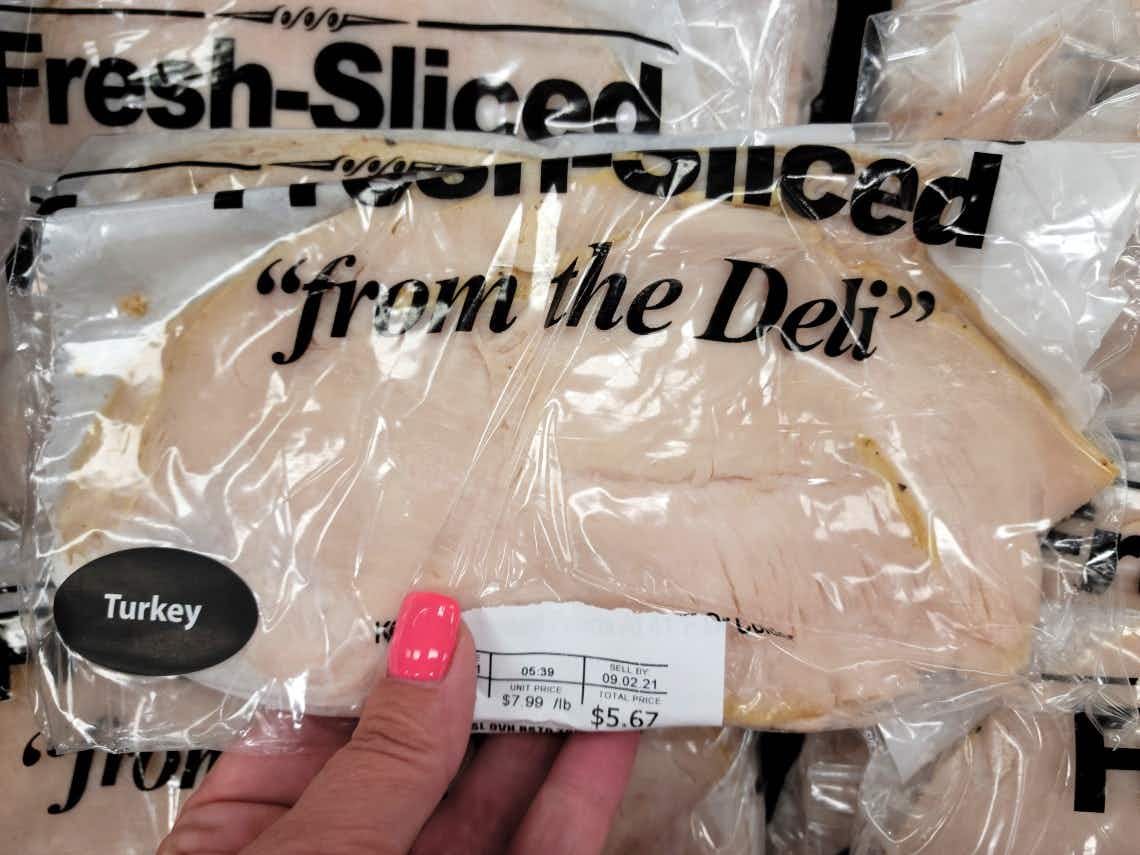 Fresh-Sliced
Fresh-Sliced
“from the Deli”
Turkey
05:39
SELL BY
09.02.21
UNIT PRICE
$7.99 /lb
TOTAL PRICE
$5.67
“from